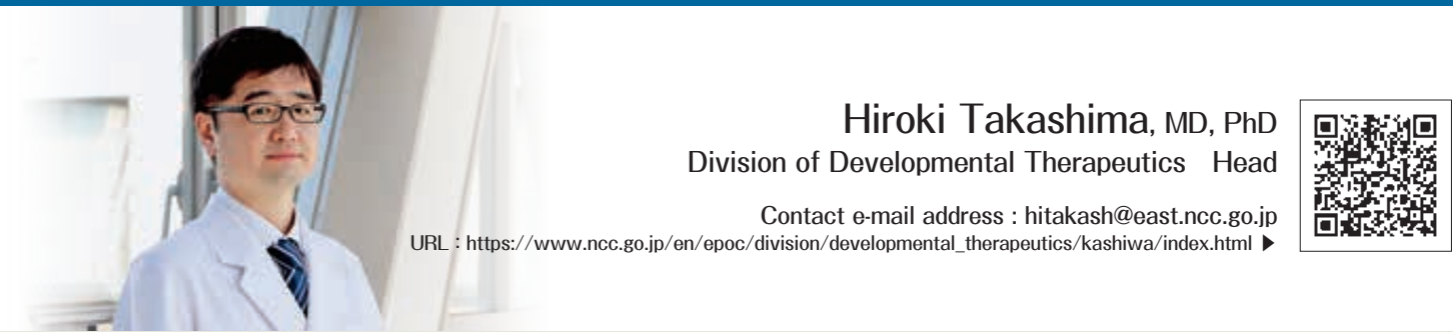 Hiroki Takashima, MD, PhD
Division of Developmental Therapeutics Head
Contact e-mail address : hitakash@east.ncc.go.jp
URL : https://www.ncc.go.jp/en/epoc/division/developmental_therapeutics/kashiwa/index.html ▶